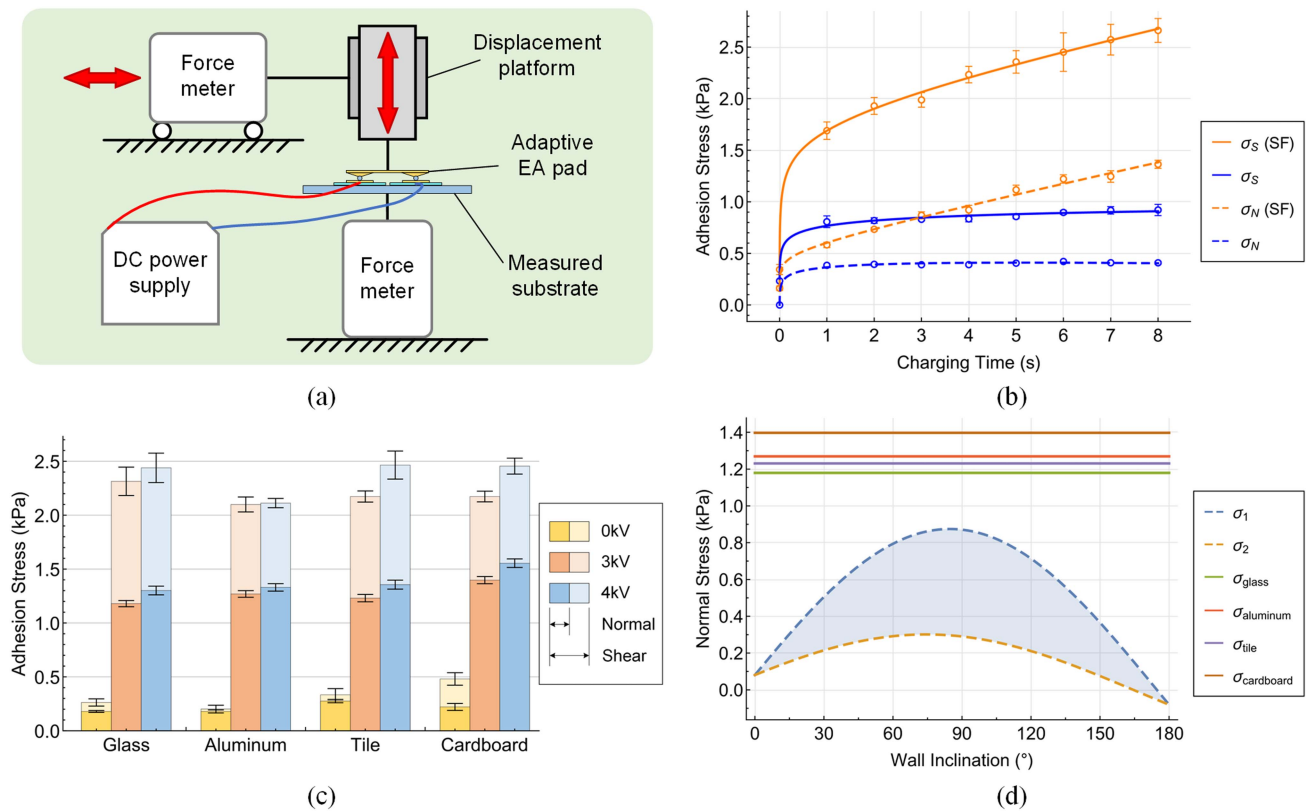 Force
meter
Displacement
platform
Adaptive
EA pad
DC power
supply
Force
meter
Measured
substrate
(a)
Adhesion Stress (kPa)
2.5
2.0
1.5
1.0
0.5
0.0
0 1 2 3 4 5 6 7 8
Charging Time (s)
σS (SF)
σS
σN (SF)
σN
(b)
Adhesion Stress (kPa)
2.5
2.0
1.5
1.0
0.5
0.0
Glass Aluminum Tile Cardboard
0kV
3kV
4kV
Normal
Shear
(c)
Normal Stress (kPa)
1.4
1.2
1.0
0.8
0.6
0.4
0.2
0.0
0 30 60 90 120 150 180
Wall Inclination (°)
σ1
σ2
σglass
σaluminum
σtile
σcardboard
(d)